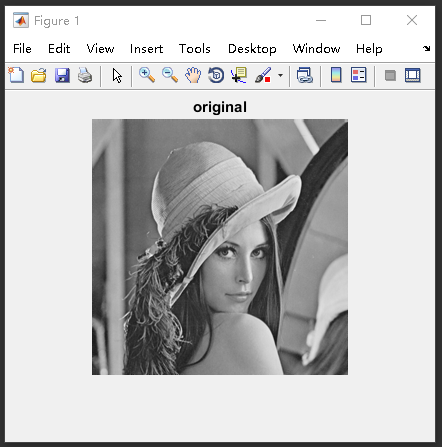 Figure 1
File Edit View Insert Tools Desktop Window Help
original